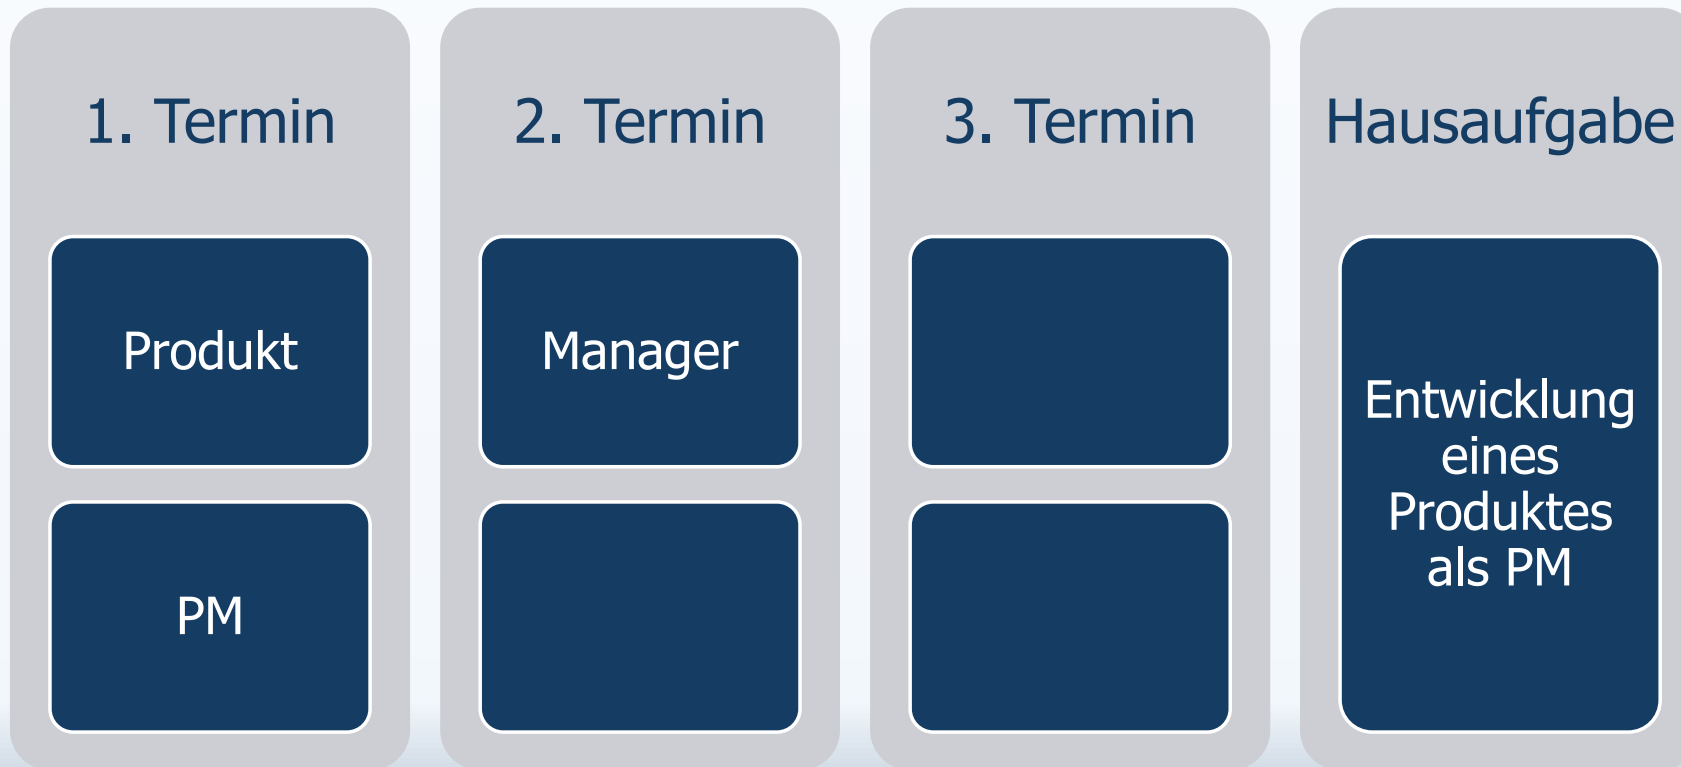 1. Termin
Produkt
PM
2. Termin
Manager
3. Termin
Hausaufgabe
Entwicklung
eines
Produktes
als PM